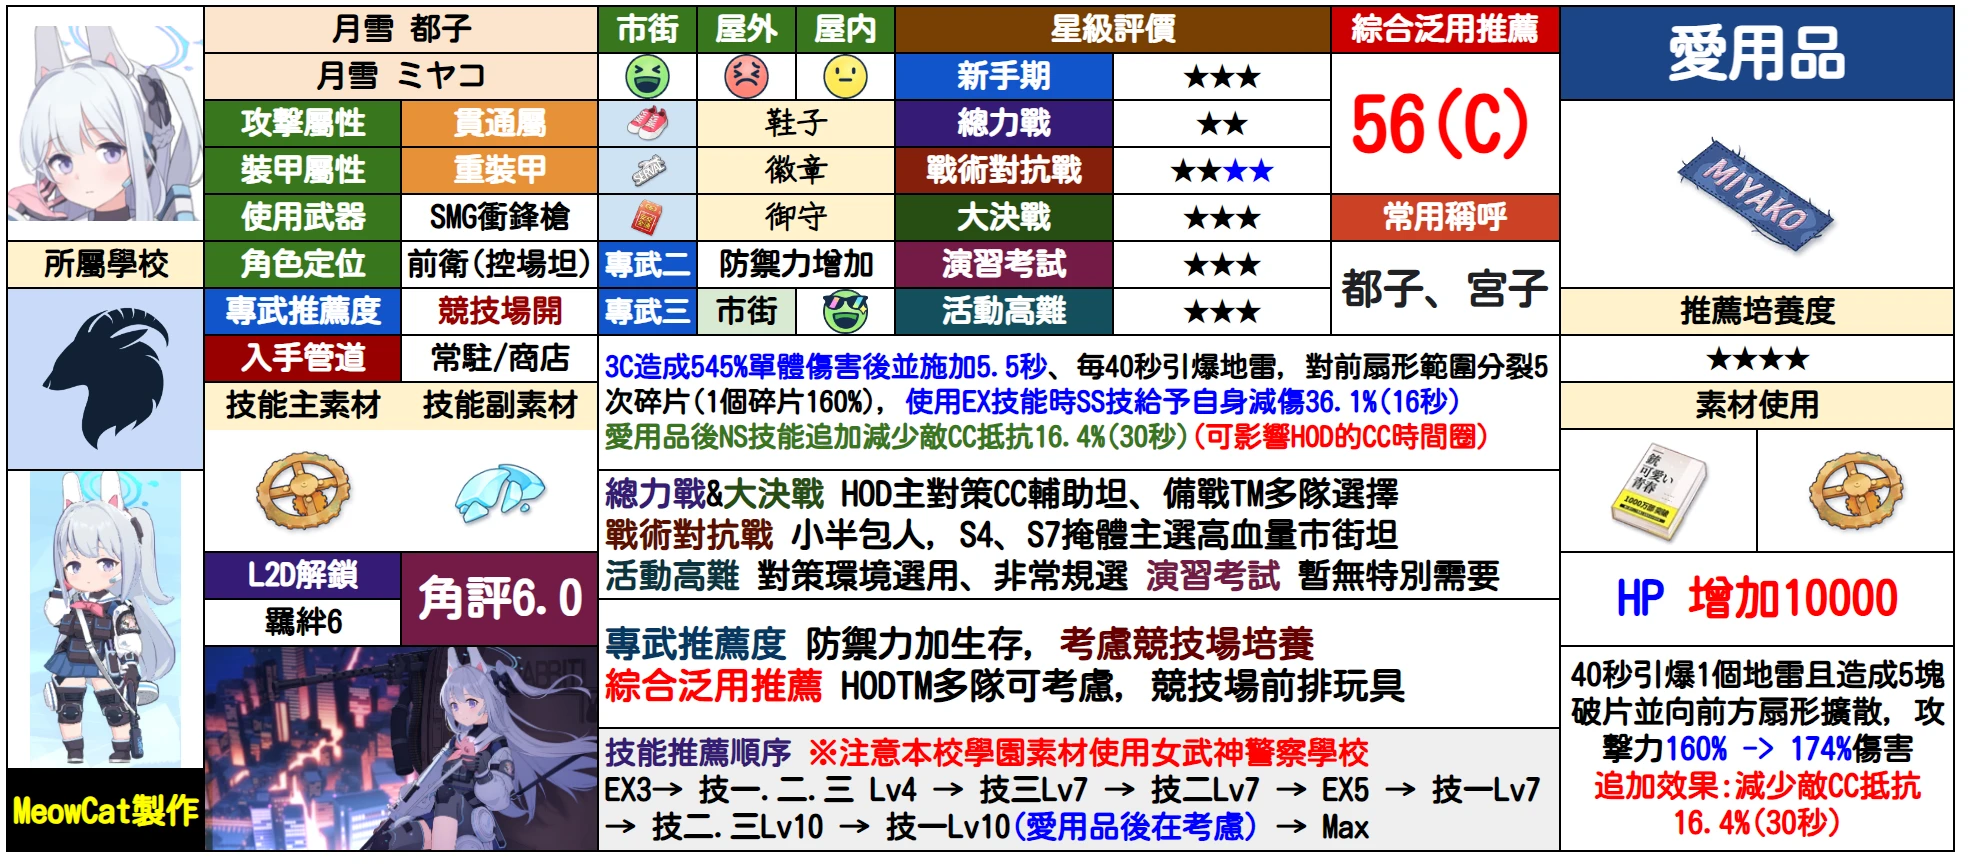 月雪 都子
月雪 ミヤコ
攻擊屬性 貫通屬
裝甲屬性 重裝甲
使用武器 SMG衝鋒槍
角色定位 前衛(控場坦)
專武推薦度 競技場開
入手管道 常駐/商店
技能主素材 技能副素材
L2D解鎖
羈絆6
角評6.0
所屬學校
MeowCat製作
市街 屋外 屋內
鞋子
徽章
SERVAL
御守
專武二 防禦力增加
專武三 市街
星級評價
新手期 ★★★
總力戰 ★★
戰術對抗戰 ★★★★
大決戰 ★★★
演習考試 ★★★
活動高難 ★★★
綜合泛用推薦
56(C)
常用稱呼
都子、宮子
3C造成545%單體傷害後並施加5.5秒、每40秒引爆地雷,對前扇形範圍分裂5
次碎片(1個碎片160%),使用EX技能時SS技給予自身減傷36.1%(16秒)
愛用品後NS技能追加減少敵CC抵抗16.4%(30秒)(可影響HOD的CC時間圈)
總力戰&大決戰 HOD主對策CC輔助坦、備戰TM多隊選擇
戰術對抗戰 小半包人,S4、S7掩體主選高血量市街坦
活動高難 對策環境選用、非常規選 演習考試 暫無特別需要
專武推薦度 防禦力加生存,考慮競技場培養
綜合泛用推薦 HODTM多隊可考慮,競技場前排玩具
技能推薦順序 ※注意本校學園素材使用女武神警察學校
EX3→ 技一.二.三 Lv4 → 技三Lv7 → 技二Lv7 → EX5 → 技一Lv7
→ 技二.三Lv10 → 技一Lv10(愛用品後在考慮) → Max
愛用品
MIYAKO
推薦培養度
★★★★
素材使用
銃
可愛い
青春
HP 增加10000
40秒引爆1個地雷且造成5塊
破片並向前方扇形擴散,攻
擊力160% -> 174%傷害
追加效果:減少敵CC抵抗
16.4%(30秒)